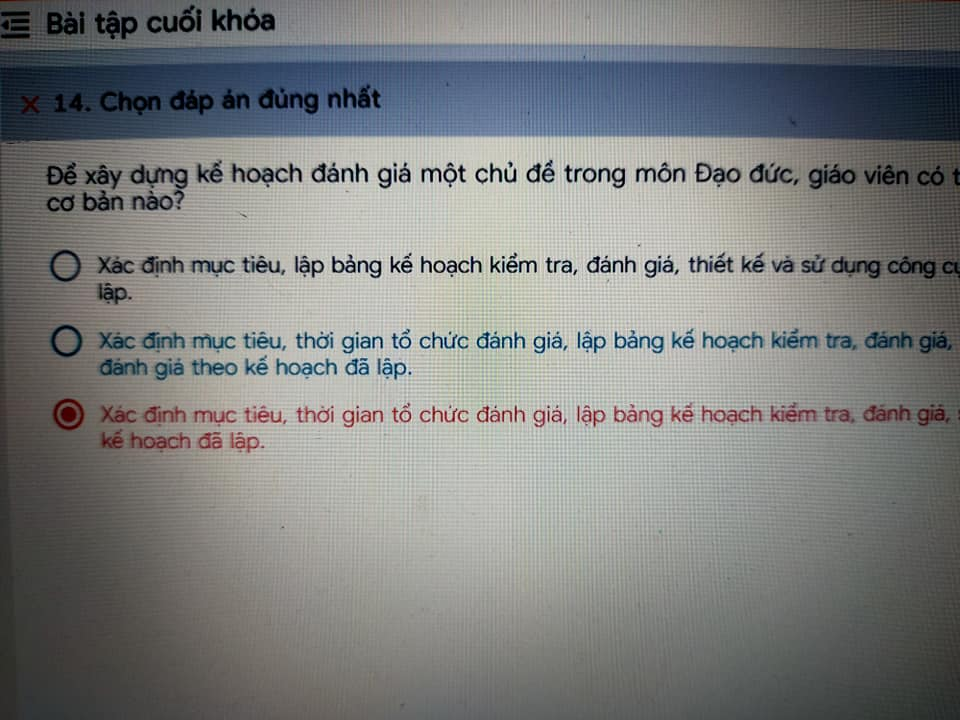 Bài tập cuối khóa
X 14. Chọn đáp án đúng nhất
Để xây dựng kế hoạch đánh giá một chủ đề trong môn Đạo đức, giáo viên có
cơ bản nào?
Xác định mục tiêu, lập bảng kế hoạch kiểm tra, đánh giá, thiết kế và sử dụng công
lập.
Xác định mục tiêu, thời gian tổ chức đánh giá, lập bảng kế hoạch kiểm tra, đánh giá,
đánh giá theo kế hoạch đã lập.
Xác định mục tiêu, thời gian tổ chức đánh giá, lập bảng kế hoạch kiểm tra, đánh giá,
kế hoạch đã lập.